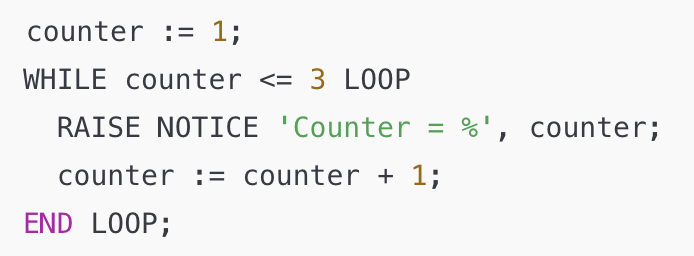 counter := 1;
WHILE counter <= 3 LOOP
  RAISE NOTICE 'Counter = %', counter;
  counter := counter + 1;
END LOOP;